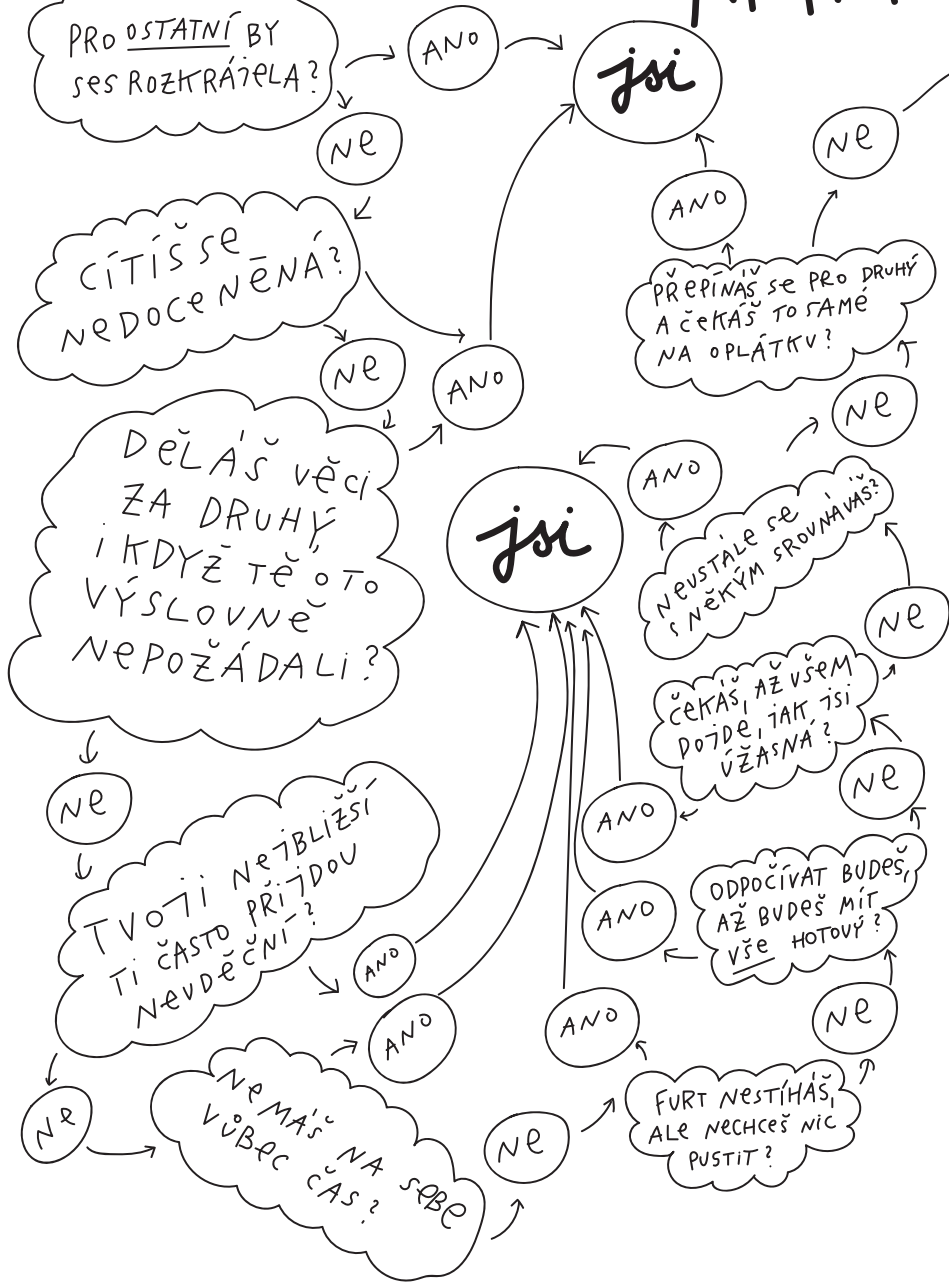 PRO OSTATNÍ BY
SES ROZKRÁJELA?
ANO
jsi
NE
CÍTÍŠ SE
NEDOCENĚNÁ?
NE
ANO
DĚLÁŠ VĚCI
ZA DRUHÝ,
I KDYŽ TĚ O TO
VÝSLOVNĚ
NEPOŽÁDALI?
NE
TVOJI NEJBLIŽŠÍ
TI ČASTO PŘIJDOU
NEVDĚČNÍ?
ANO
NE
NEMÁŠ NA SEBE
VŮBEC ČAS?
ANO
NE
FURT NESTÍHÁŠ,
ALE NECHCEŠ NIC
PUSTIT?
ANO
NE
ODPOČÍVAT BUDEŠ,
AŽ BUDEŠ MÍT
VŠE HOTOVÝ?
ANO
NE
ČEKÁŠ, AŽ VŠEM
DOJDE, JAK JSI
ÚŽASNÁ?
ANO
NE
NEUSTÁLE SE
S NĚKÝM SROVNÁVÁŠ?
ANO
jsi
NE
PŘEPÍNÁŠ SE PRO DRUHÝ
A ČEKÁŠ TO SAMÉ
NA OPLÁTKU?
ANO
NE